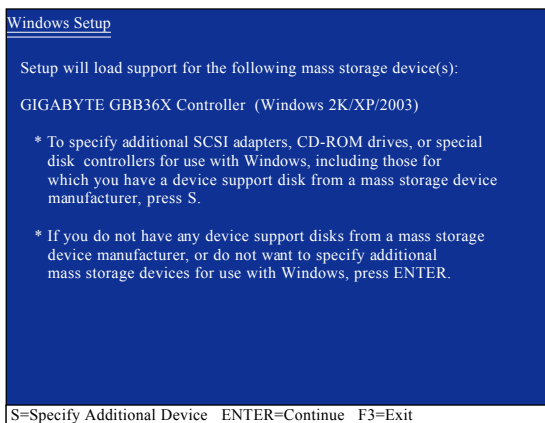 Windows Setup
Setup will load support for the following mass storage device(s):
GIGABYTE GBB36X Controller (Windows 2K/XP/2003)
* To specify additional SCSI adapters, CD-ROM drives, or special
disk controllers for use with Windows, including those for
which you have a device support disk from a mass storage device
manufacturer, press S.
* If you do not have any device support disks from a mass storage
device manufacturer, or do not want to specify additional
mass storage devices for use with Windows, press ENTER.
S=Specify Additional Device ENTER=Continue F3=Exit